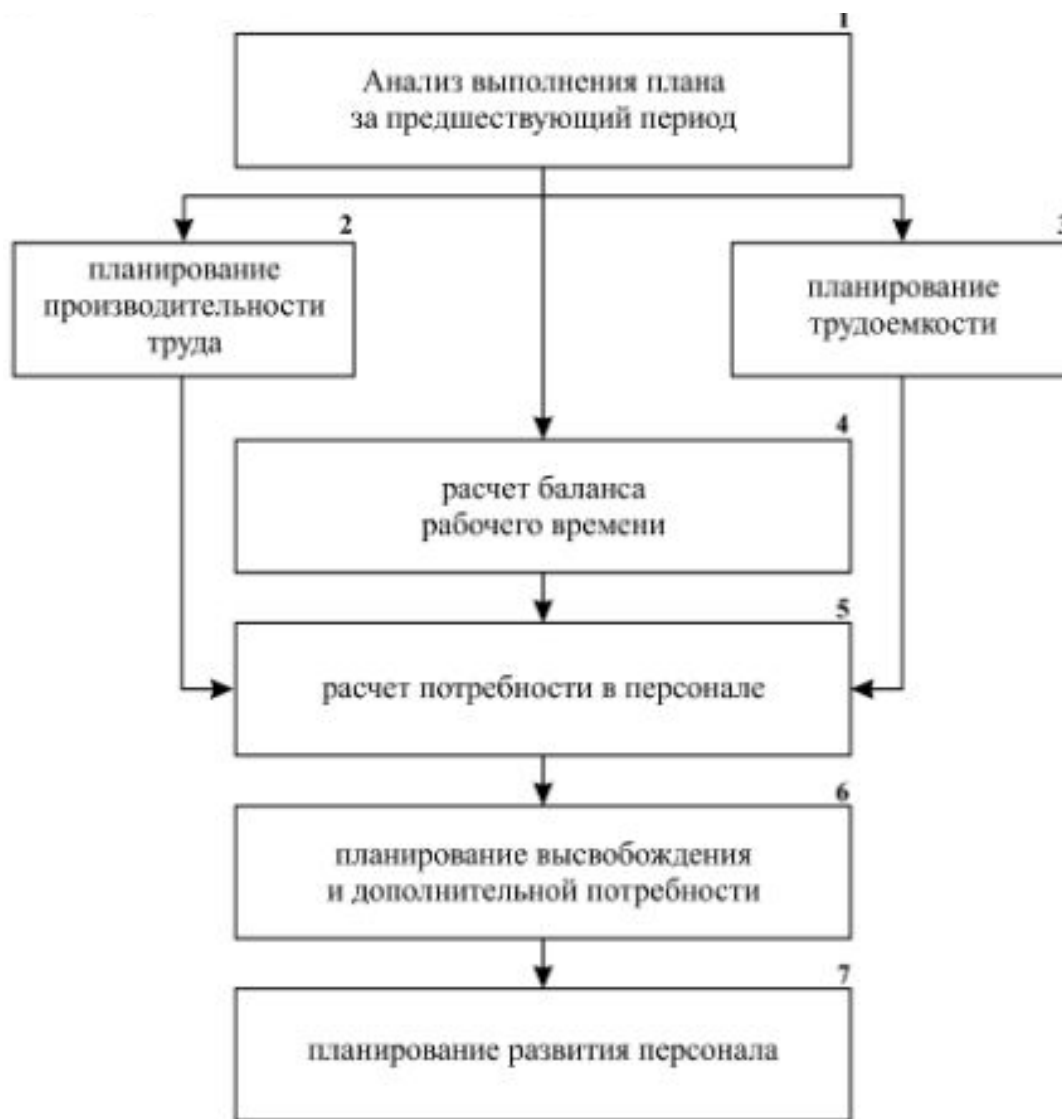 1
Анализ выполнения плана
за предшествующий период
2
планирование
производительности
труда
3
планирование
трудоемкости
4
расчет баланса
рабочего времени
5
расчет потребности в персонале
6
планирование высвобождения
и дополнительной потребности
7
планирование развития персонала